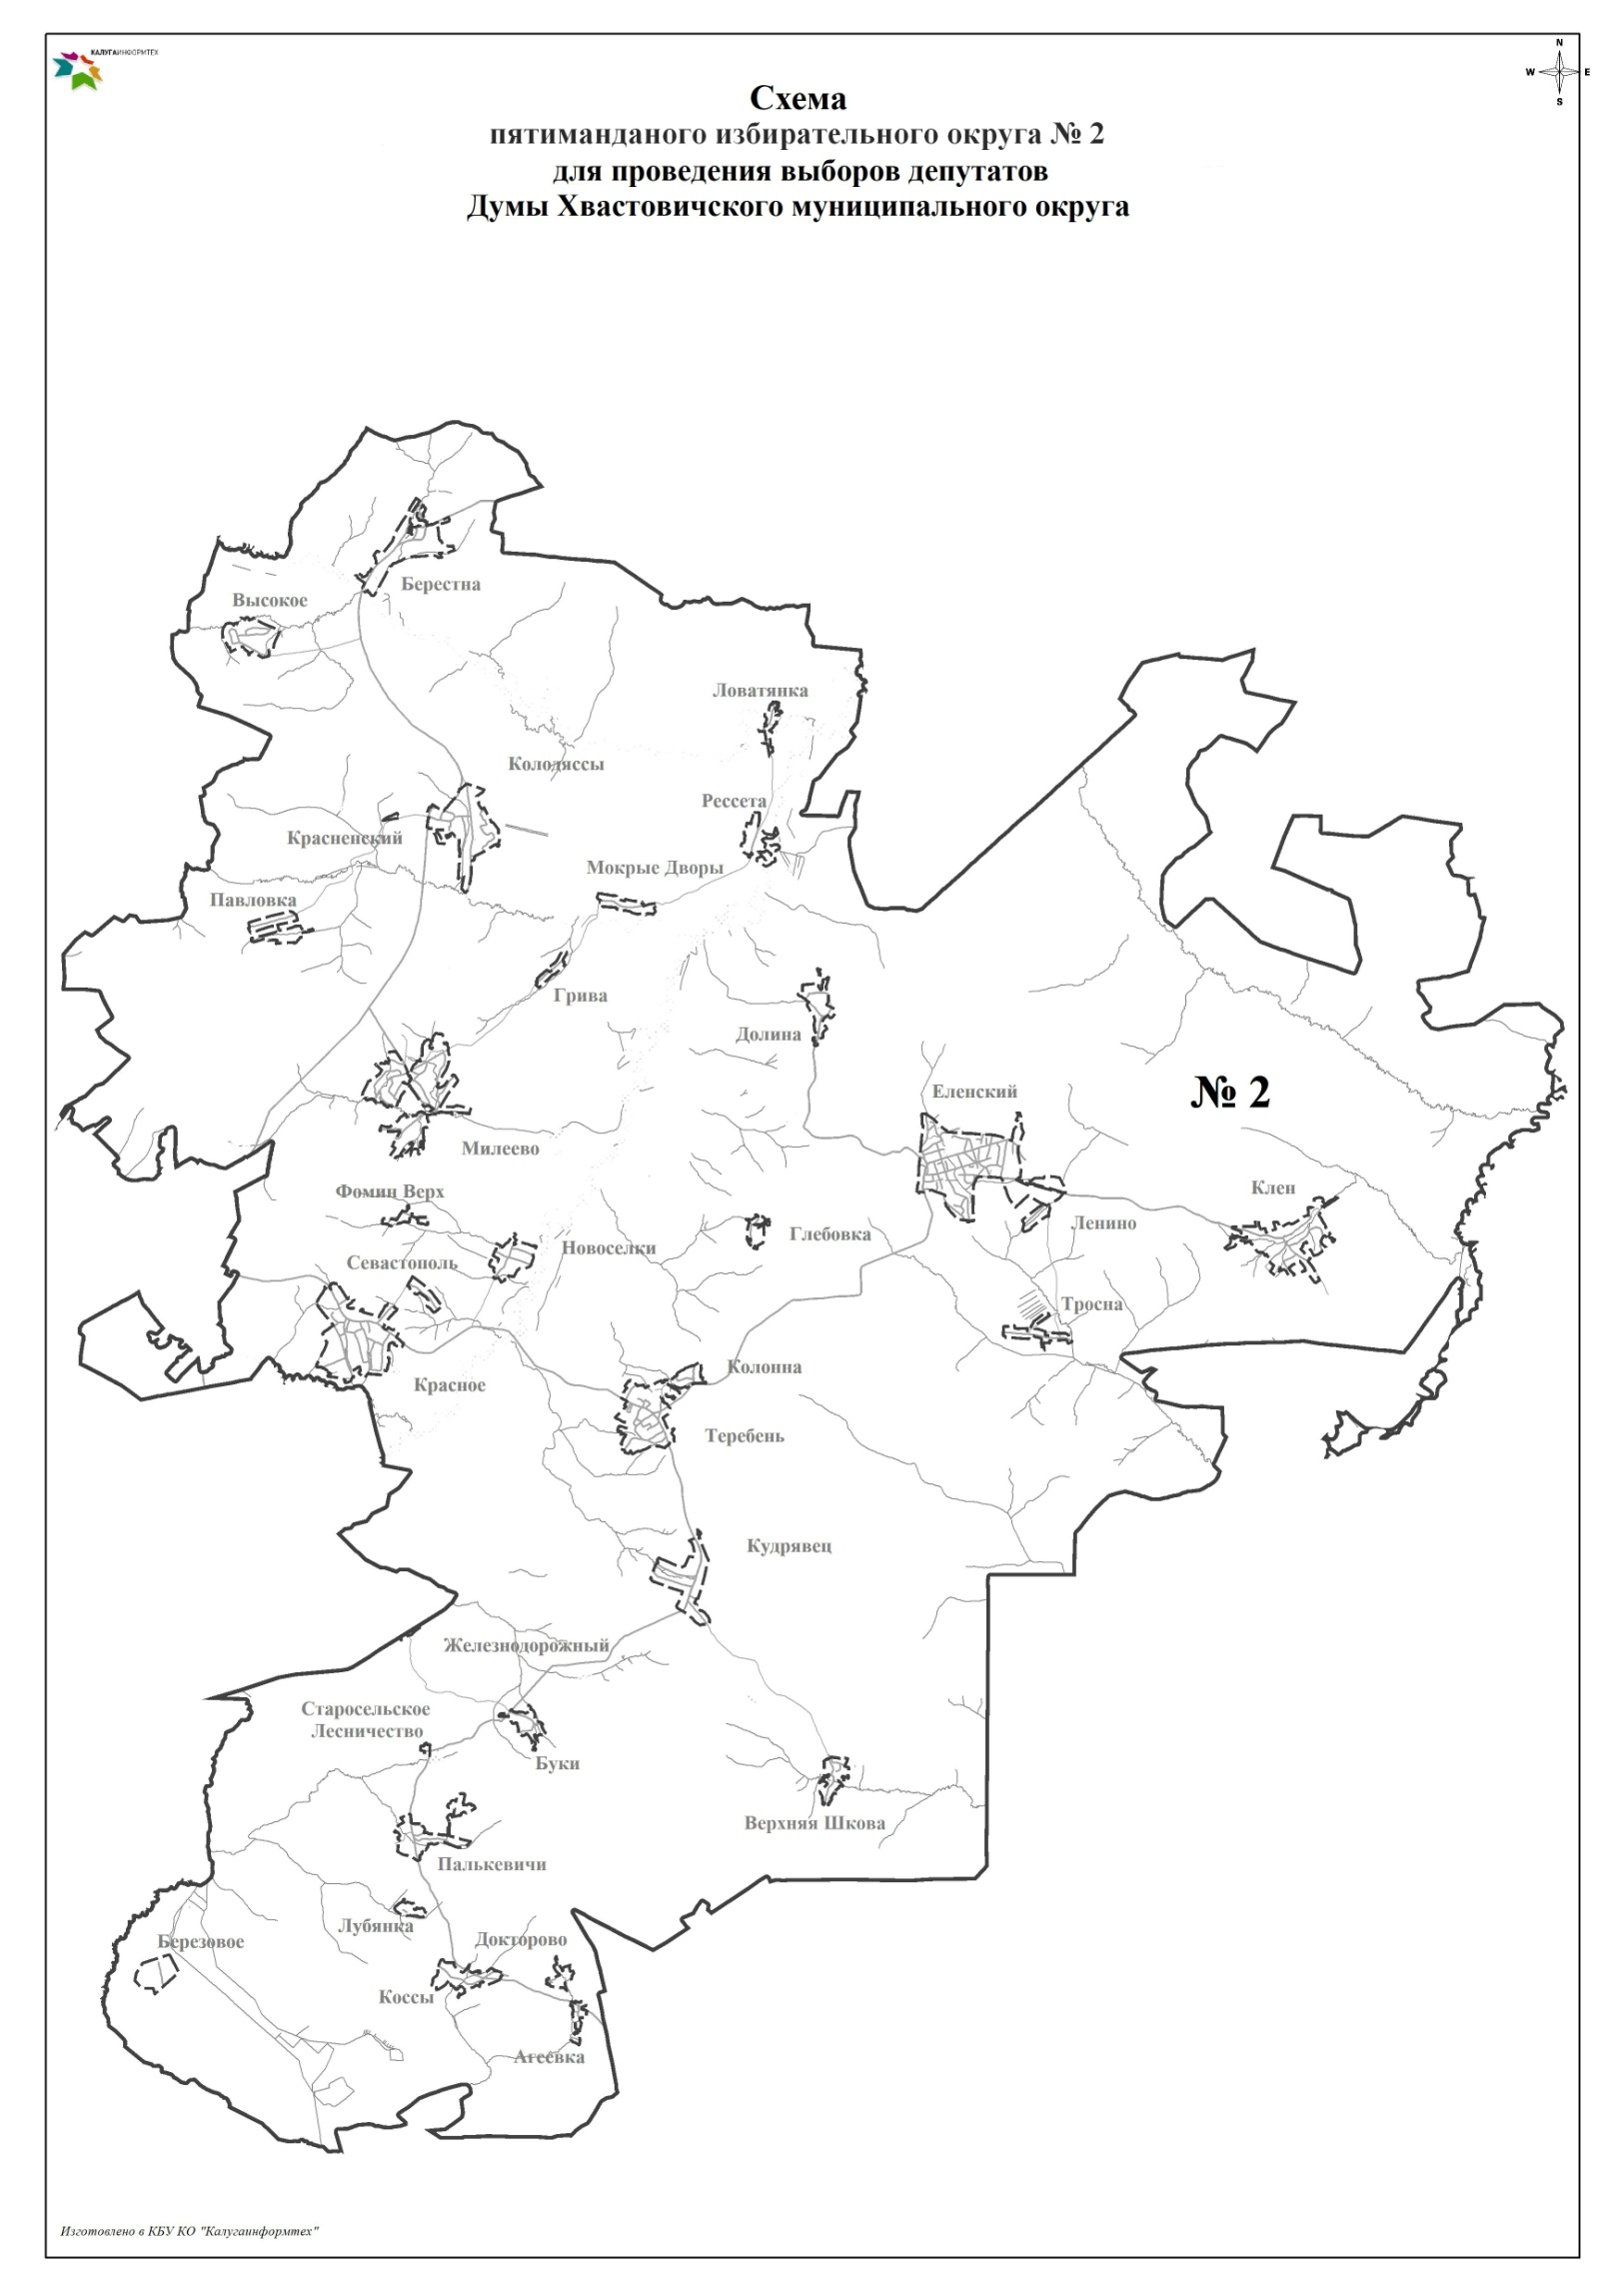 КАЛУГАИНФОРМТЕХ
N
W E
S
Схема
пятиманданого избирательного округа № 2
для проведения выборов депутатов
Думы Хвастовичского муниципального округа
Берестна
Высокое
Ловатянка
Колодяссы
Рессета
Красненский
Мокрые Дворы
Павловка
Грива
Долина
Еленский
№ 2
Милеево
Клен
Фомин Верх
Ленино
Глебовка
Новоселки
Севастополь
Тросна
Колонна
Красное
Теребень
Кудрявец
Железнодорожный
Старосельское
Лесничество
Буки
Верхняя Шкова
Палькевичи
Лубянка
Докторово
Березовое
Коссы
Агеевка
Изготовлено в КБУ КО "Калугаинформтех"